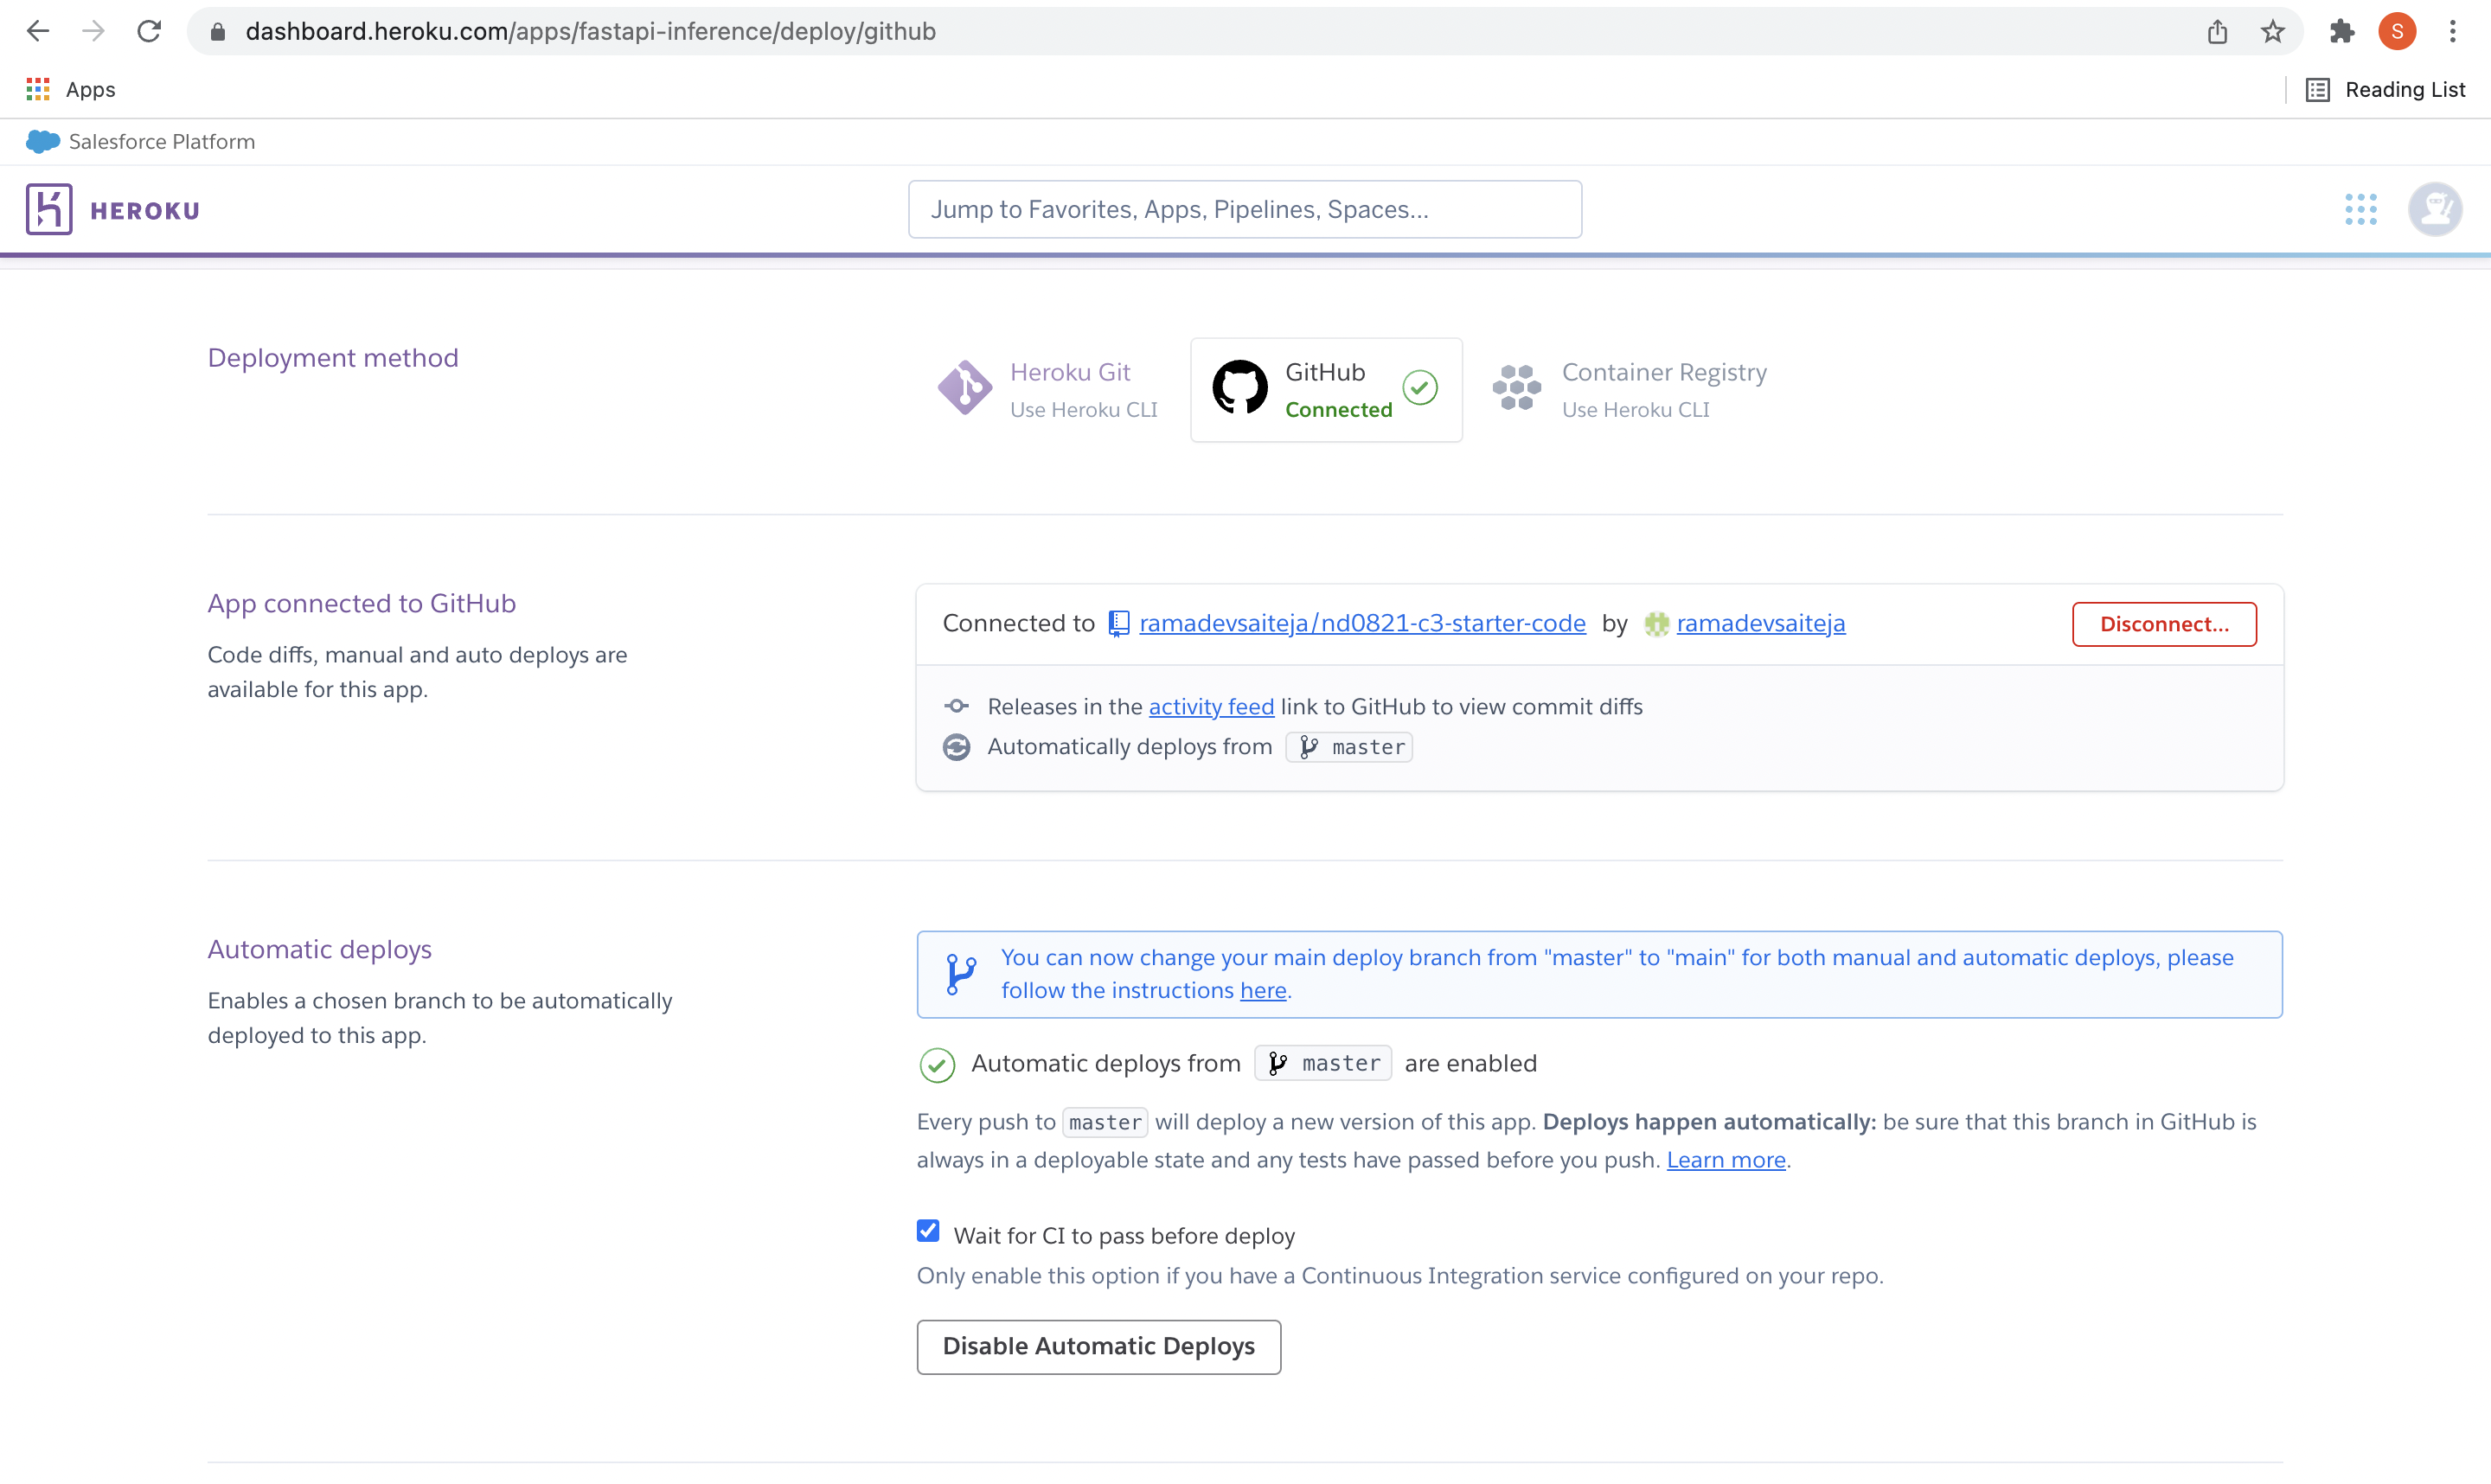 dashboard.heroku.com/apps/fastapi-inference/deploy/github
S
Apps
Reading List
Salesforce Platform
HEROKU
Jump to Favorites, Apps, Pipelines, Spaces...
Deployment method
Heroku Git
Use Heroku CLI
GitHub
Connected
Container Registry
Use Heroku CLI
App connected to GitHub
Code diffs, manual and auto deploys are
available for this app.
Connected to ramadevsaiteja/nd0821-c3-starter-code by ramadevsaiteja
Disconnect...
Releases in the activity feed link to GitHub to view commit diffs
Automatically deploys from master
Automatic deploys
Enables a chosen branch to be automatically
deployed to this app.
You can now change your main deploy branch from "master" to "main" for both manual and automatic deploys, please
follow the instructions here.
Automatic deploys from master are enabled
Every push to master will deploy a new version of this app. Deploys happen automatically: be sure that this branch in GitHub is
always in a deployable state and any tests have passed before you push. Learn more.
Wait for CI to pass before deploy
Only enable this option if you have a Continuous Integration service configured on your repo.
Disable Automatic Deploys